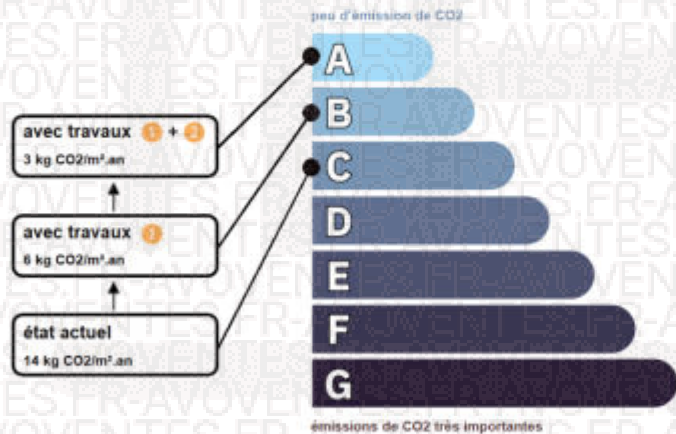 peu d'émission de CO2
A
avec travaux 1 + 2
3 kg CO2/m².an
B
C
avec travaux 1
6 kg CO2/m².an
D
E
état actuel
14 kg CO2/m².an
F
G
émissions de CO2 très importantes